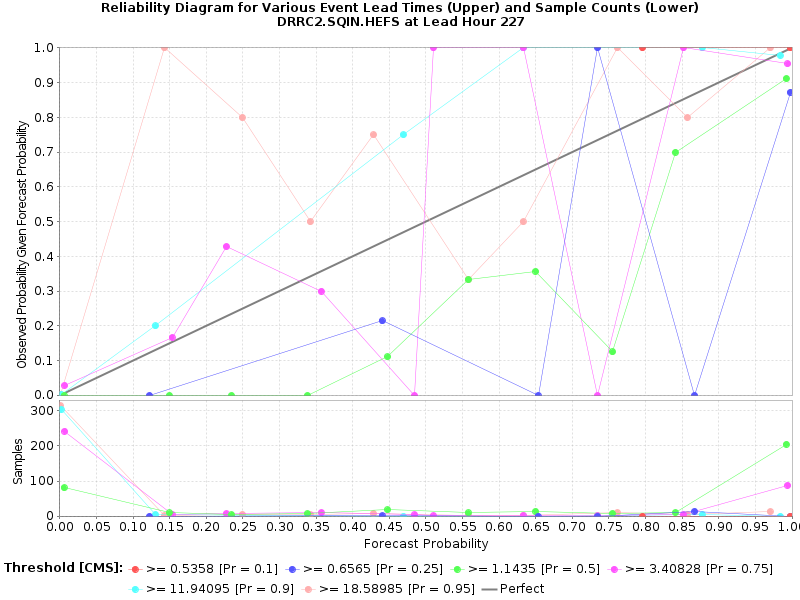 Reliability Diagram for Various Event Lead Times (Upper) and Sample Counts (Lower)
DRRC2.SQIN.HEFS at Lead Hour 227
Observed Probability Given Forecast Probability
1.0
0.9
0.8
0.7
0.6
0.5
0.4
0.3
0.2
0.1
0.0
Samples
300
200
100
0
0.00 0.05 0.10 0.15 0.20 0.25 0.30 0.35 0.40 0.45 0.50 0.55 0.60 0.65 0.70 0.75 0.80 0.85 0.90 0.95 1.0
Forecast Probability
Threshold [CMS]: >= 0.5358 [Pr = 0.1] >= 0.6565 [Pr = 0.25] >= 1.1435 [Pr = 0.5] >= 3.40828 [Pr = 0.75]
>= 11.94095 [Pr = 0.9] >= 18.58985 [Pr = 0.95] Perfect